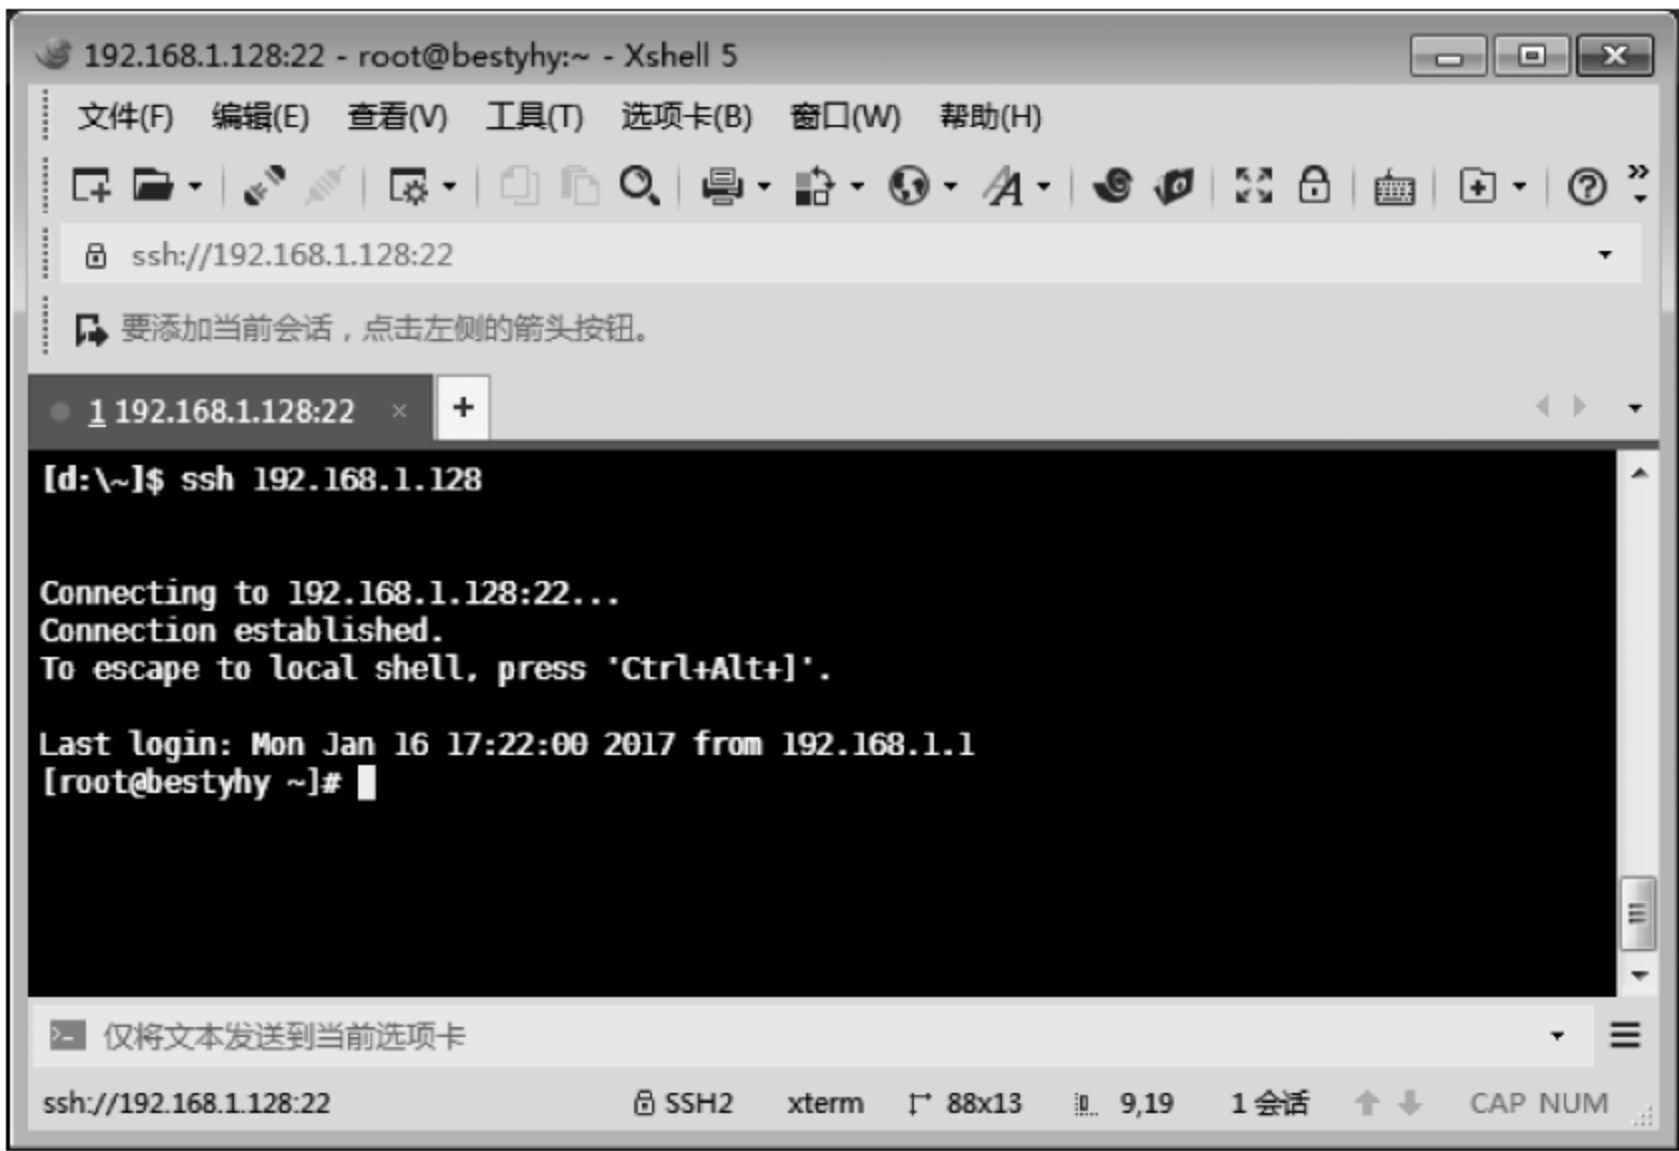 192.168.1.128:22 - root@bestyhy:~ - Xshell 5
文件(F) 编辑(E) 查看(V) 工具(T) 选项卡(B) 窗口(W) 帮助(H)
ssh://192.168.1.128:22
要添加当前会话，点击左侧的箭头按钮。
1 192.168.1.128:22 × +
[d:\~]$ ssh 192.168.1.128
Connecting to 192.168.1.128:22...
Connection established.
To escape to local shell, press 'Ctrl+Alt+]'.
Last login: Mon Jan 16 17:22:00 2017 from 192.168.1.1
[root@bestyhy ~]#
仅将文本发送到当前选项卡
ssh://192.168.1.128:22 SSH2 xterm 88x13 9,19 1 会话 CAP NUM